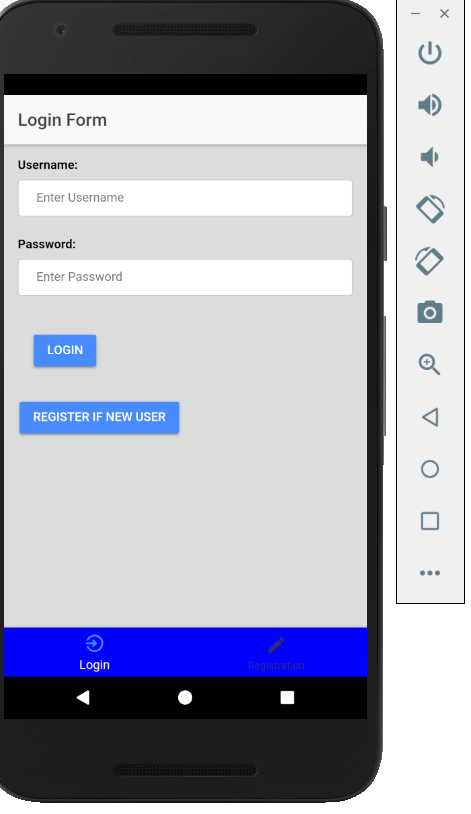 Login Form
Username:
Enter Username
Password:
Enter Password
LOGIN
REGISTER IF NEW USER
Login
Registration